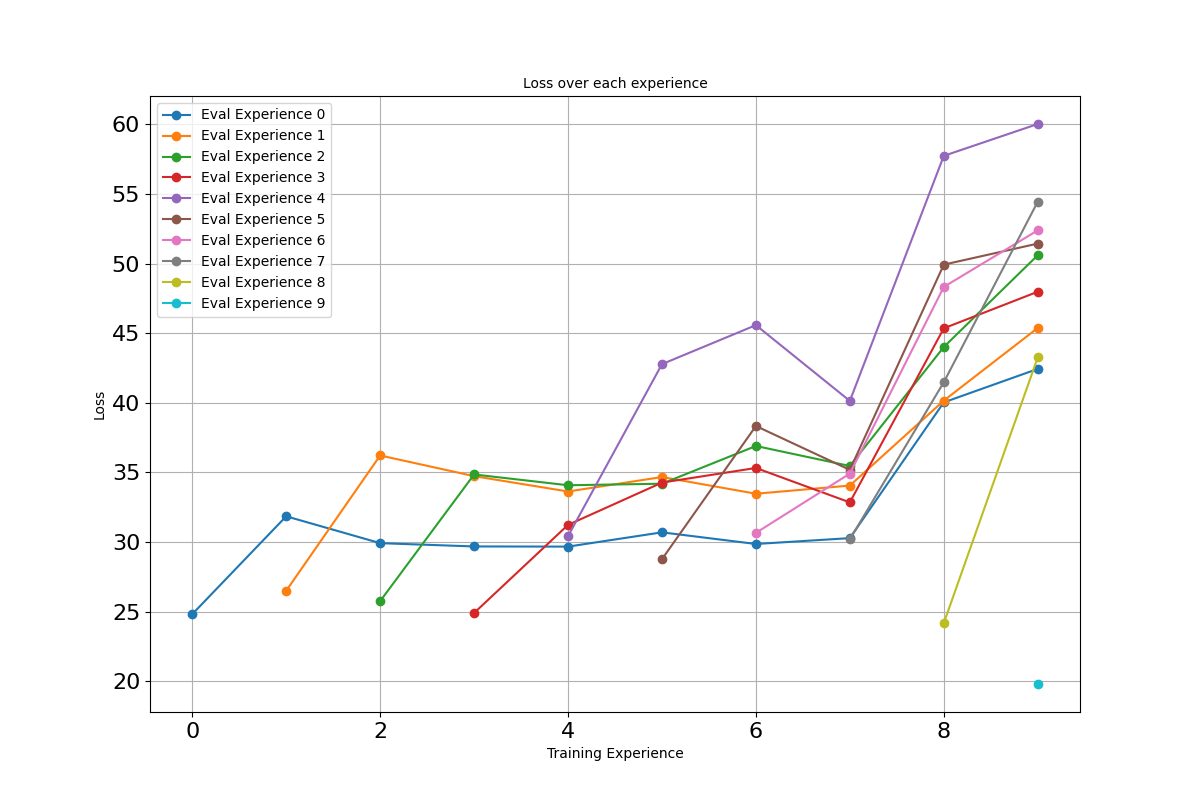 Loss over each experience
Eval Experience 0
Eval Experience 1
Eval Experience 2
Eval Experience 3
Eval Experience 4
Eval Experience 5
Eval Experience 6
Eval Experience 7
Eval Experience 8
Eval Experience 9
60
55
50
45
40
35
30
25
20
Loss
0 2 4 6 8
Training Experience